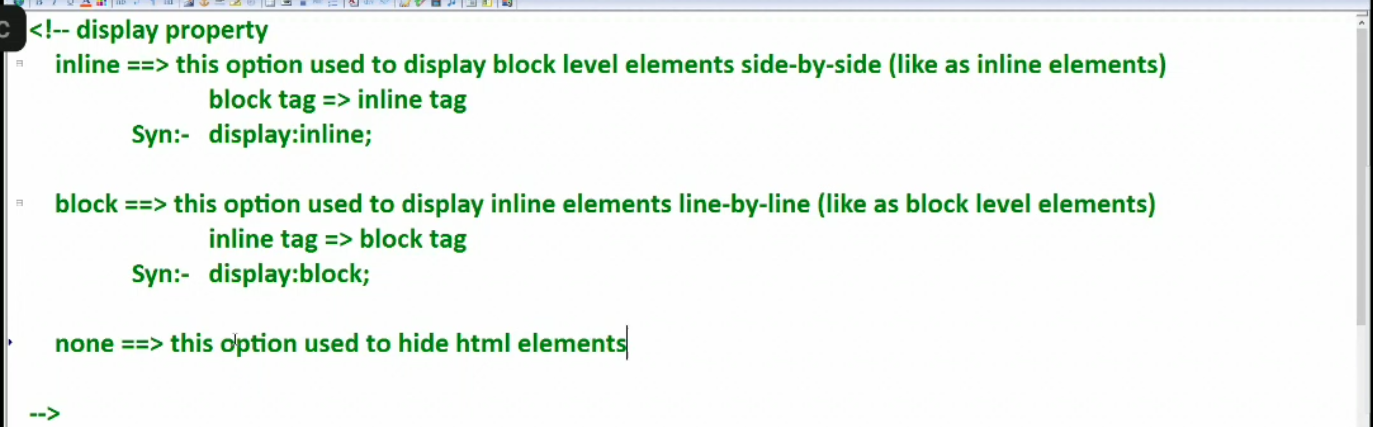 C
<!-- display property
inline ==> this option used to display block level elements side-by-side (like as inline elements)
block tag => inline tag
Syn:- display:inline;
block ==> this option used to display inline elements line-by-line (like as block level elements)
inline tag => block tag
Syn:- display:block;
none ==> this option used to hide html elements
-->